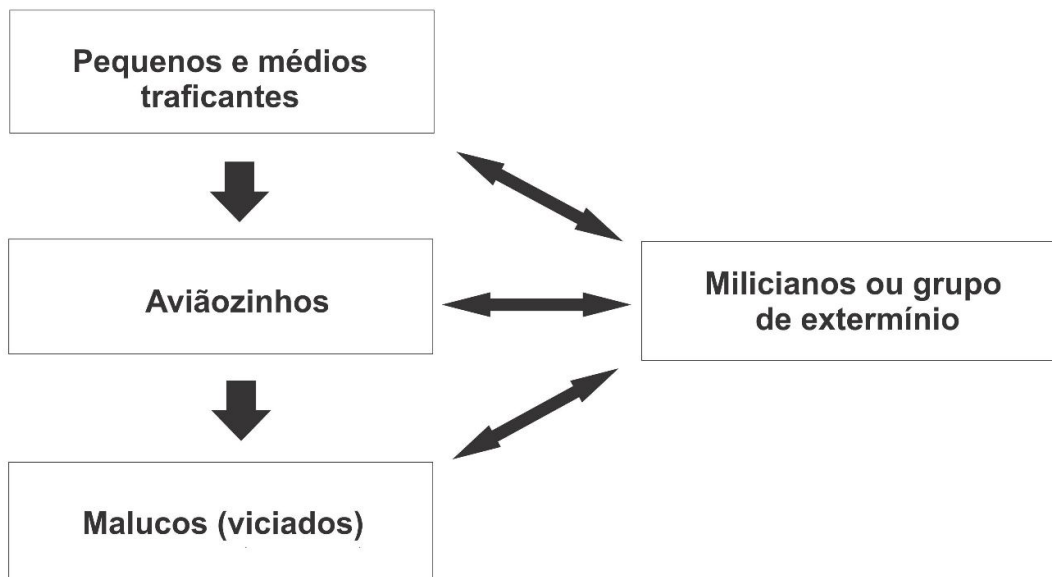 Pequenos e médios
traficantes
Aviãozinhos
Milicianos ou grupo
de extermínio
Malucos (viciados)